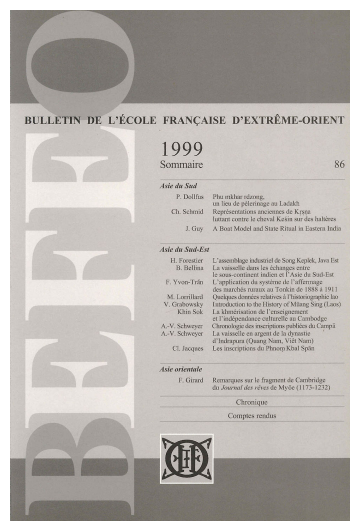 BEFEO
BULLETIN DE L'ÉCOLE FRANÇAISE D'EXTRÊME-ORIENT
1999
Sommaire 86
Asie du Sud
P. Dollfus Phu mkhar rdzong,
un lieu de pèlerinage au Ladakh
Ch. Schmid Représentations anciennes de Kṛṣṇa
luttant contre le cheval Keśin sur des haltères
J. Guy A Boat Model and State Ritual in Eastern India
Asie du Sud-Est
H. Forestier L'assemblage industriel de Song Keplek, Java Est
B. Bellina La vaisselle dans les échanges entre
le sous-continent indien et l'Asie du Sud-Est
F. Yvon-Trần L'application du système de l'affermage
des marchés ruraux au Tonkin de 1888 à 1911
M. Lorrillard Quelques données relatives à l'historiographie lao
V. Grabowsky Introduction to the History of Müang Sing (Laos)
Khin Sok La khmérisation de l'enseignement
et l'indépendance culturelle au Cambodge
A.-V. Schweyer Chronologie des inscriptions publiées du Campā
A.-V. Schweyer La vaisselle en argent de la dynastie
d'Indrapura (Quang Nam, Việt Nam)
Cl. Jacques Les inscriptions du Phnom Kbal Spān
Asie orientale
F. Girard Remarques sur le fragment de Cambridge
du Journal des rêves de Myōe (1173-1232)
Chronique
Comptes rendus